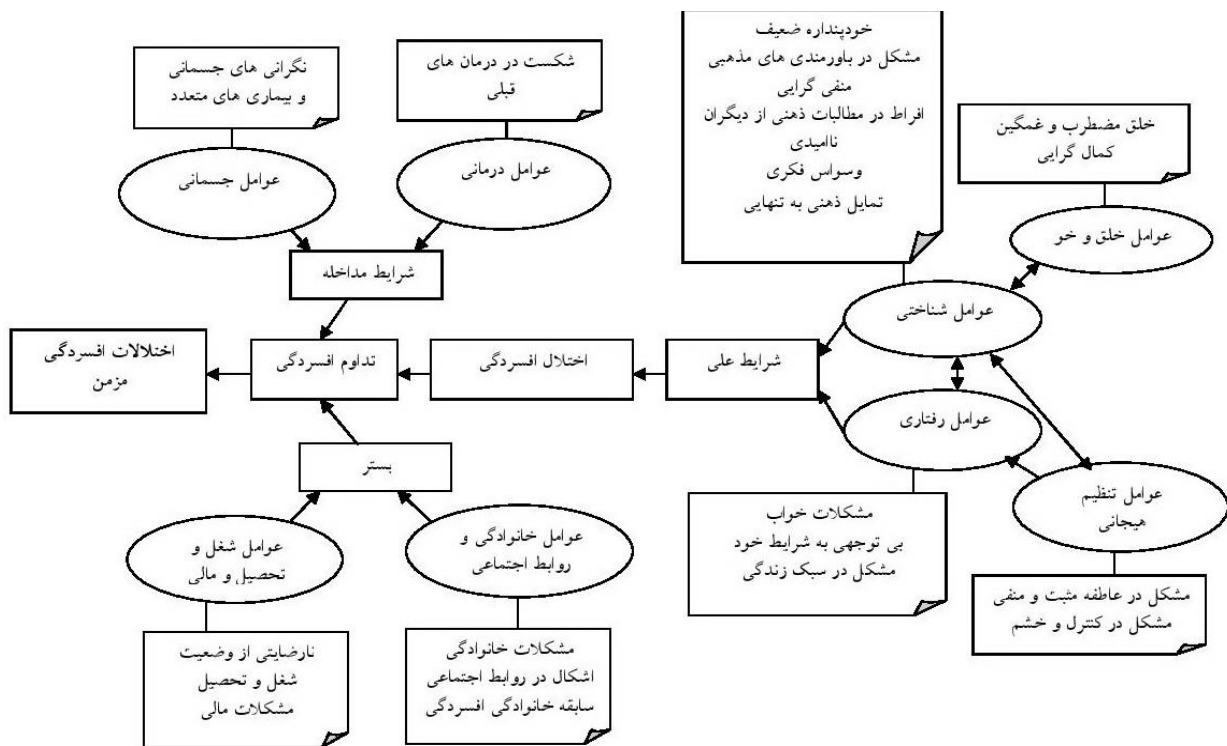 خودپنداره ضعیف
مشکل در باورمندی های مذهبی
منفی گرایی
افراط در مطالبات ذهنی از دیگران
ناامیدی
وسواس فکری
تمایل ذهنی به تنهایی
خلق مضطرب و غمگین
کمال گرایی
عوامل خلق و خو
عوامل شناختی
عوامل رفتاری
عوامل تنظیم
هیجانی
مشکل در عاطفه مثبت و منفی
مشکل در کنترل و خشم
مشکلات خواب
بی توجهی به شرایط خود
مشکل در سبک زندگی
شرایط علی
اختلال افسردگی
شکست در درمان های
قبلی
عوامل درمانی
نگرانی های جسمانی
و بیماری های متعدد
عوامل جسمانی
شرایط مداخله
تداوم افسردگی
اختلالات افسردگی
مزمن
بستر
عوامل خانوادگی و
روابط اجتماعی
مشکلات خانوادگی
اشکال در روابط اجتماعی
سابقه خانوادگی افسردگی
عوامل شغل و
تحصیل و مالی
نارضایتی از وضعیت
شغل و تحصیل
مشکلات مالی